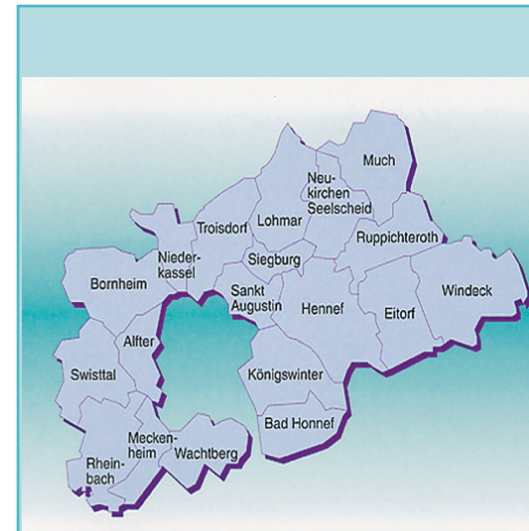 Much
Neu-
kirchen
Seelscheid
Lohmar
Troisdorf
Ruppichteroth
Siegburg
Nieder-
kassel
Bornheim
Sankt
Augustin
Hennef
Eitorf
Windeck
Alfter
Swisttal
Königswinter
Bad Honnef
Mecken-
heim
Wachtberg
Rhein-
bach